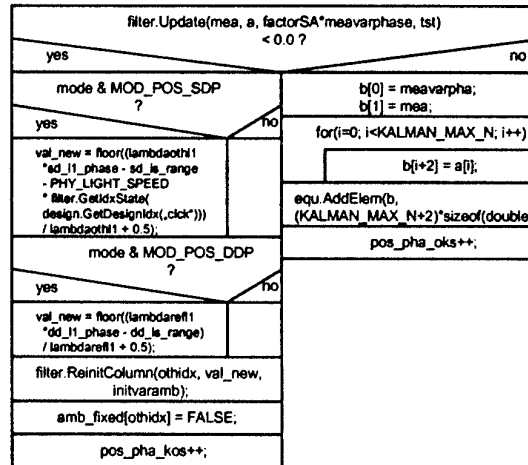 filter.Update(mea, a, factorSA*meavarphase, tst)
< 0.0 ?
yes
no
mode & MOD_POS_SDP
?
yes
no
val_new = floor((lambdaothl1
*sd_l1_phase - sd_is_range
- PHY_LIGHT_SPEED
* filter.GetIdxState(
design.GetDesignIdx(„clck")))
/ lambdaothl1 + 0.5);
mode & MOD_POS_DDP
?
yes
no
val_new = floor((lambdarefl1
*dd_l1_phase - dd_is_range)
/ lambdarefl1 + 0.5);
filter.ReinitColumn(othidx, val_new,
initvaramb);
amb_fixed[othidx] = FALSE;
pos_pha_kos++;
b[0] = meavarpha;
b[1] = mea;
for(i=0; i<KALMAN_MAX_N; i++)
b[i+2] = a[i];
equ.AddElem(b,
(KALMAN_MAX_N+2)*sizeof(double
pos_pha_oks++;